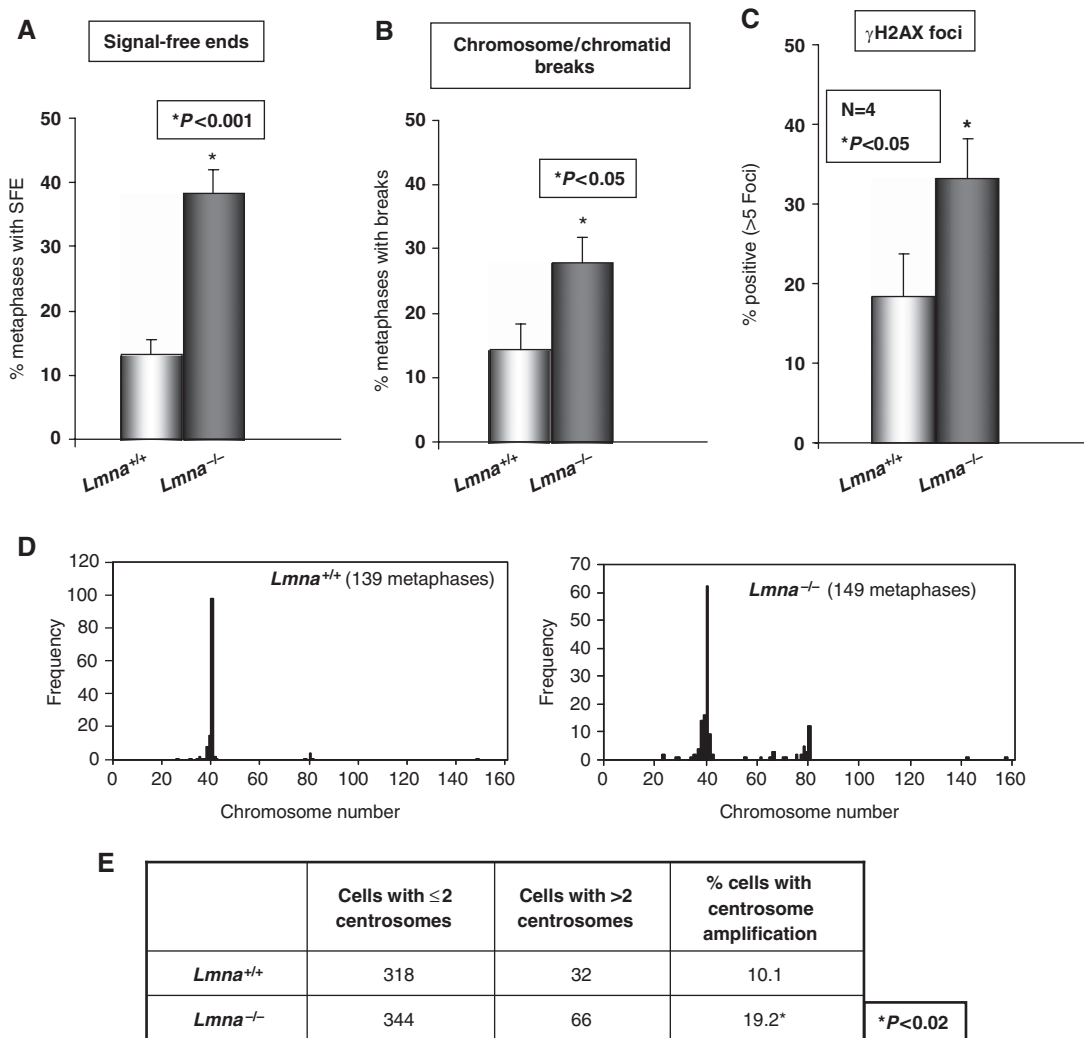 A
Signal-free ends
*P<0.001
*
50
40
30
20
10
0
% metaphases with SFE
Lmna+/+
Lmna–/–
B
Chromosome/chromatid
breaks
*P<0.05
*
50
40
30
20
10
0
% metaphases with breaks
Lmna+/+
Lmna–/–
C
γH2AX foci
N=4
*P<0.05
*
50
40
30
20
10
0
% positive (>5 Foci)
Lmna+/+
Lmna–/–
D
Lmna+/+ (139 metaphases)
120
100
80
60
40
20
0
Frequency
0 20 40 60 80 100 120 140 160
Chromosome number
Lmna–/– (149 metaphases)
70
60
50
40
30
20
10
0
Frequency
0 20 40 60 80 100 120 140 160
Chromosome number
E
Cells with ≤2
centrosomes
Cells with >2
centrosomes
% cells with
centrosome
amplification
Lmna+/+ 318 32 10.1
Lmna–/– 344 66 19.2*
*P<0.02